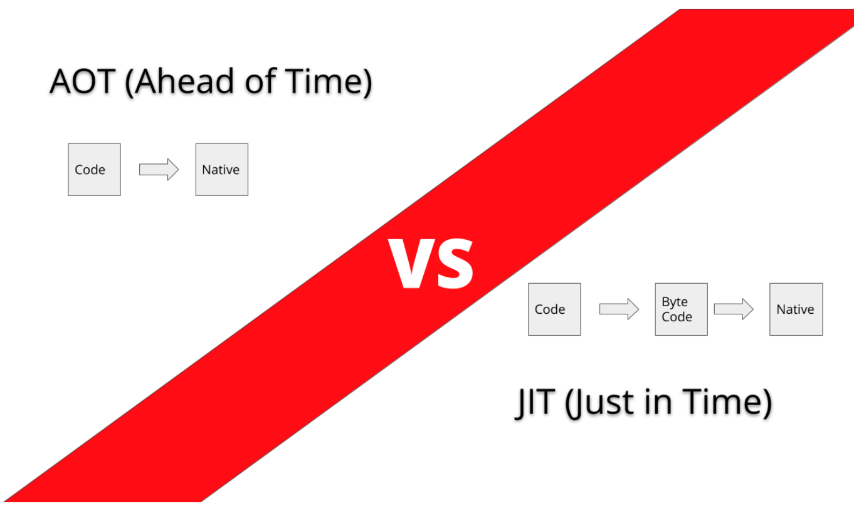 AOT (Ahead of Time)
Code
Native
VS
Code
Byte
Code
Native
JIT (Just in Time)